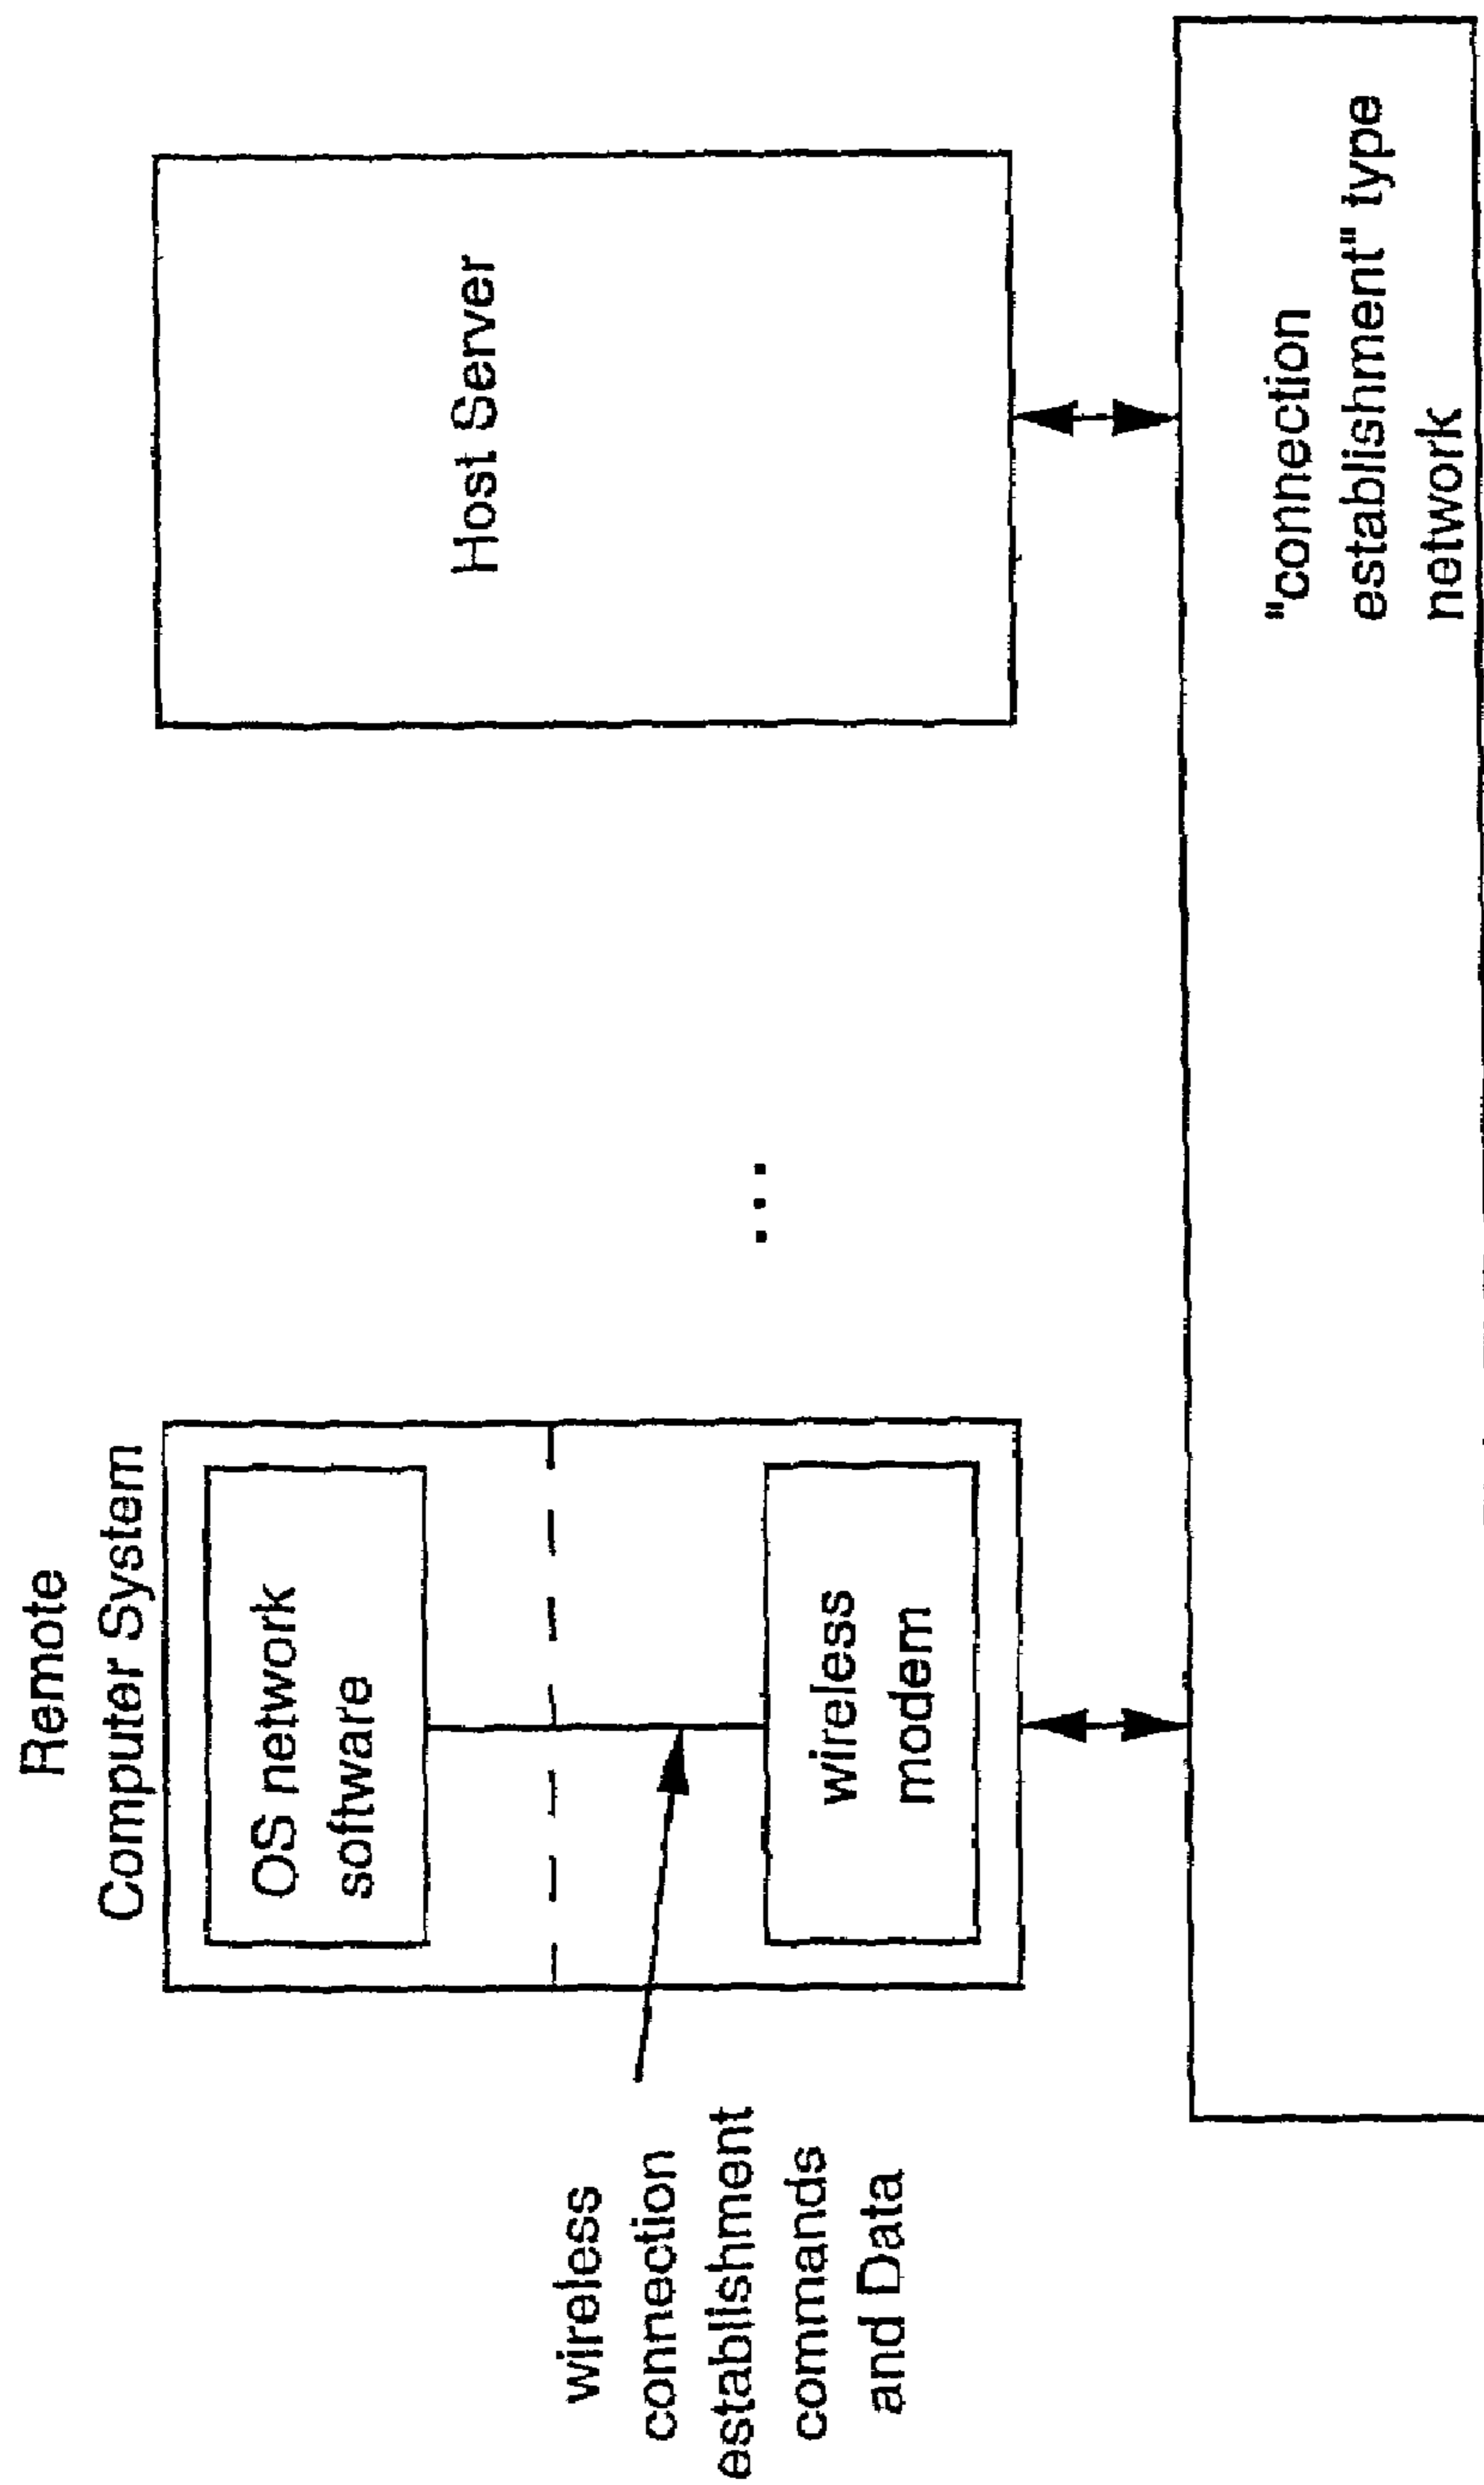 Remote
Computer System
OS network
software
wireless
modem
wireless
connection
establishment
commands
and Data
...
Host Server
"connection
establishment" type
network